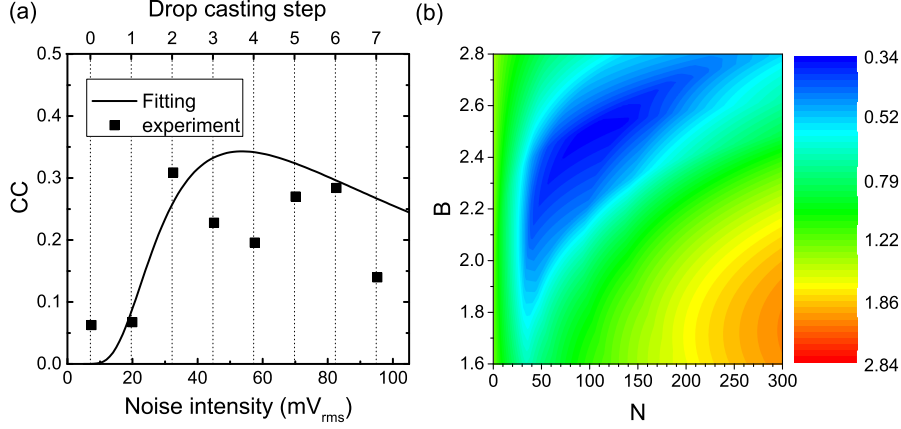 (a)
Drop casting step
0 1 2 3 4 5 6 7
0.5
0.4
0.3
0.2
0.1
0.0
CC
Fitting
experiment
0 20 40 60 80 100
Noise intensity (mVrms)
(b)
2.8
2.6
2.4
2.2
2.0
1.8
1.6
B
0 50 100 150 200 250 300
N
0.34
0.52
0.79
1.22
1.86
2.84